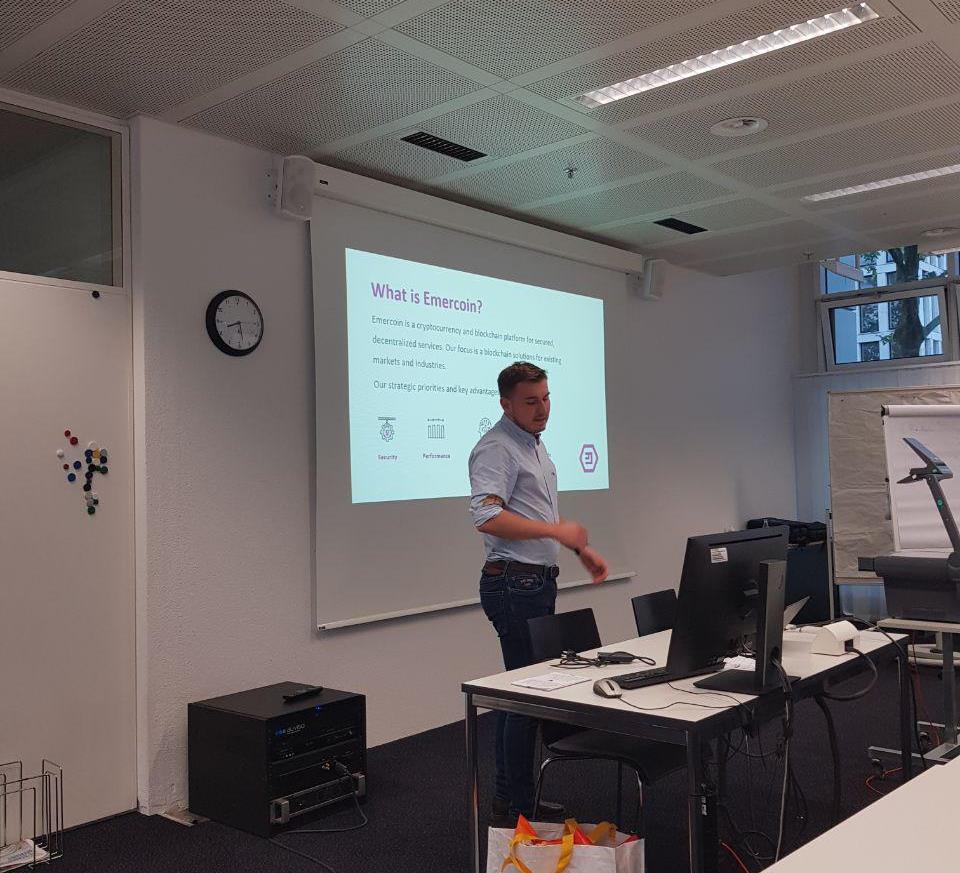 What is Emercoin?
Emercoin is a cryptocurrency and blockchain platform for secured,
decentralized services. Our focus is a blockchain solutions for existing
markets and industries.
Our strategic priorities and key advantages
Security
Performance